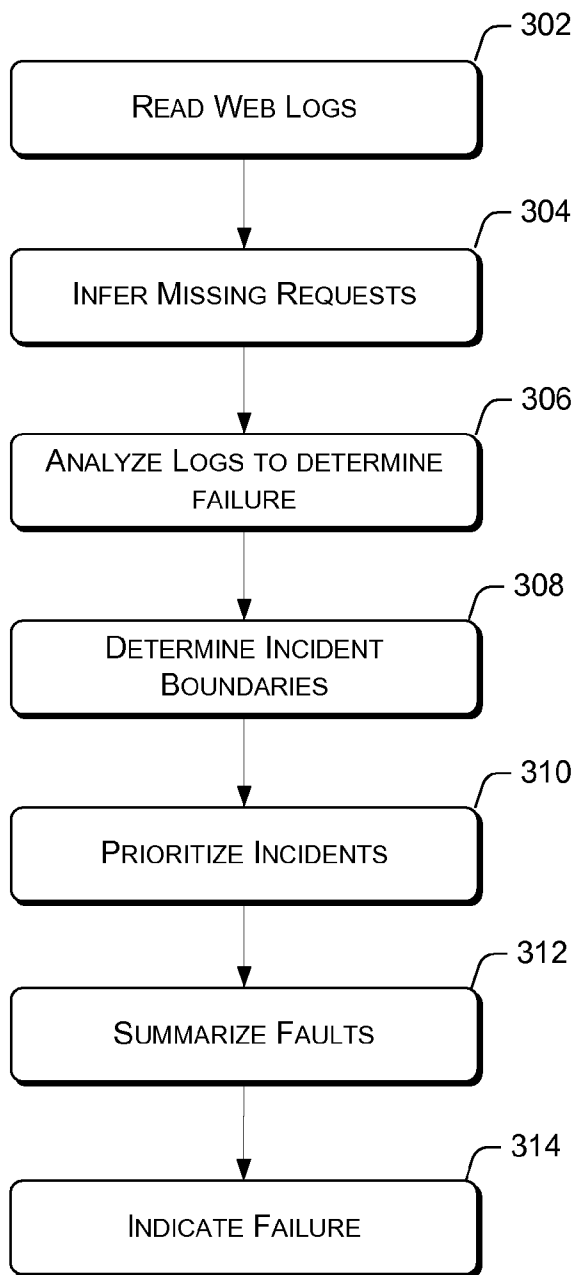 302
READ WEB LOGS
304
INFER MISSING REQUESTS
306
ANALYZE LOGS TO DETERMINE
FAILURE
308
DETERMINE INCIDENT
BOUNDARIES
310
PRIORITIZE INCIDENTS
312
SUMMARIZE FAULTS
314
INDICATE FAILURE